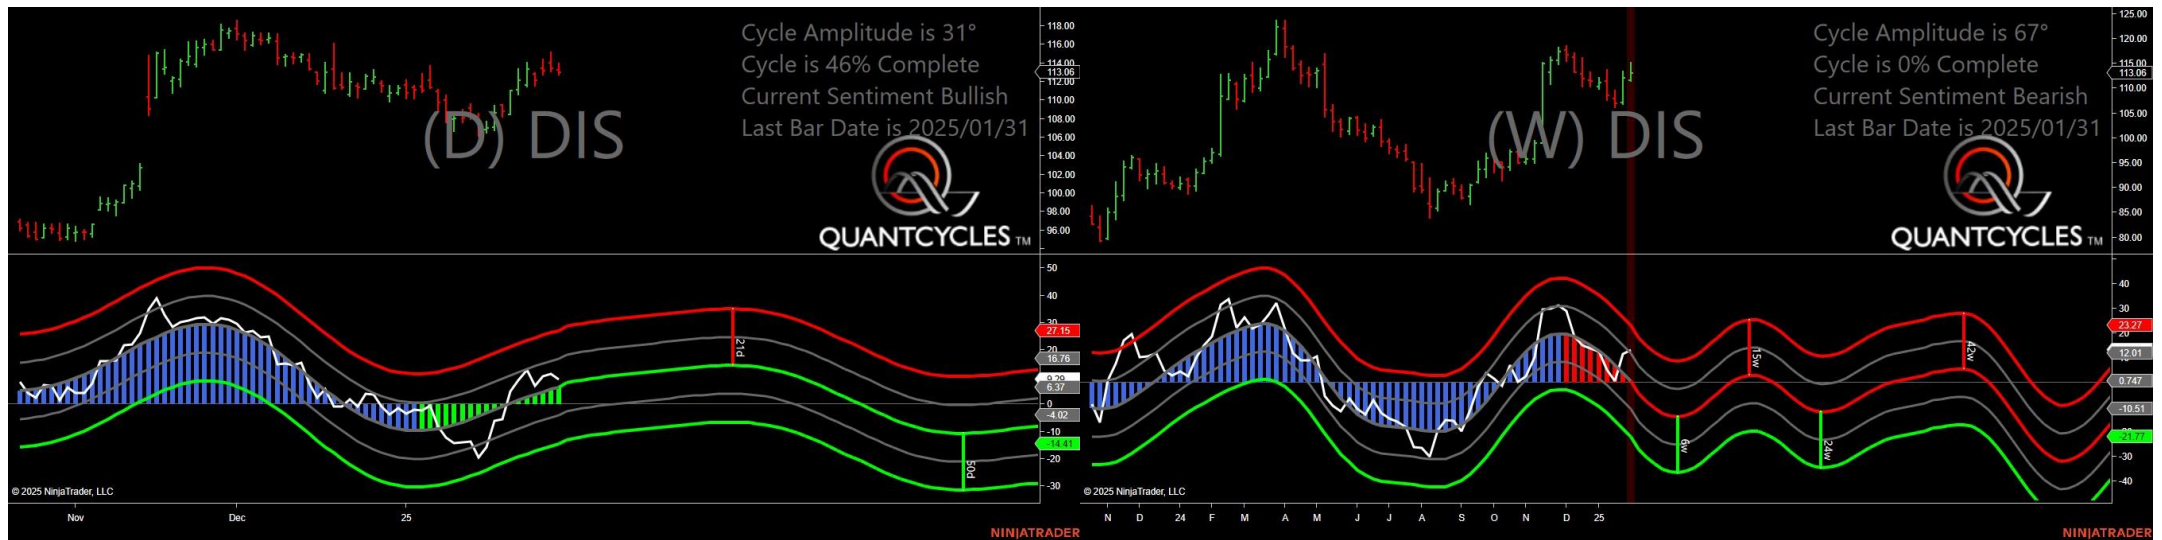 Cycle Amplitude is 31°
Cycle is 46% Complete
Current Sentiment Bullish
Last Bar Date is 2025/01/31
(D) DIS
QUANTCYCLES TM
118.00
116.00
114.00
113.06
112.00
110.00
108.00
106.00
104.00
102.00
100.00
98.00
96.00
50
40
30
27.15
20
16.76
9.29
6.37
0
-4.02
-10
-14.41
-20
-30
21d
50d
© 2025 NinjaTrader, LLC
Nov
Dec
25
NINJATRADER
Cycle Amplitude is 67°
Cycle is 0% Complete
Current Sentiment Bearish
Last Bar Date is 2025/01/31
(W) DIS
QUANTCYCLES TM
125.00
120.00
115.00
113.06
110.00
105.00
100.00
95.00
90.00
85.00
80.00
40
30
23.27
12.01
0.747
-10.51
-21.77
-30
-40
6w
15w
24w
42w
© 2025 NinjaTrader, LLC
N
D
24
F
M
A
M
J
J
A
S
O
N
D
25
NINJATRADER